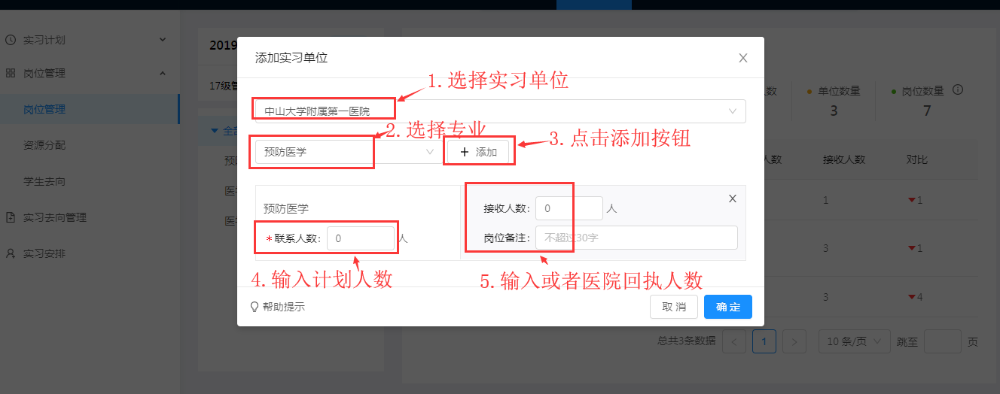 实习计划
岗位管理
岗位管理
资源分配
学生去向
实习去向管理
实习安排
2019
17级
全部
添加实习单位
1.选择实习单位
中山大学附属第一医院
2.选择专业
预防医学
添加
3.点击添加按钮
预防医学
*联系人数: 0 人
接收人数: 0 人
岗位备注: 不超过30字
4.输入计划人数
5.输入或者医院回执人数
帮助提示
取 消
确 定
人数
单位数量
3
岗位数量
7
人数 接收人数 对比
1 1
3 1
3 4
总共3条数据 < 1 > 10 条/页 跳至 页